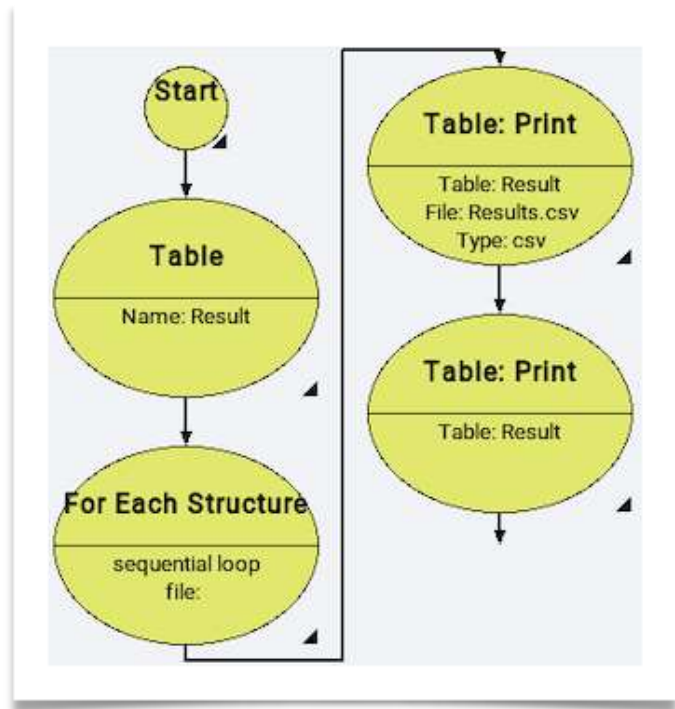 Start
Table
Name: Result
For Each Structure
sequential loop
file:
Table: Print
Table: Result
File: Results.csv
Type: csv
Table: Print
Table: Result